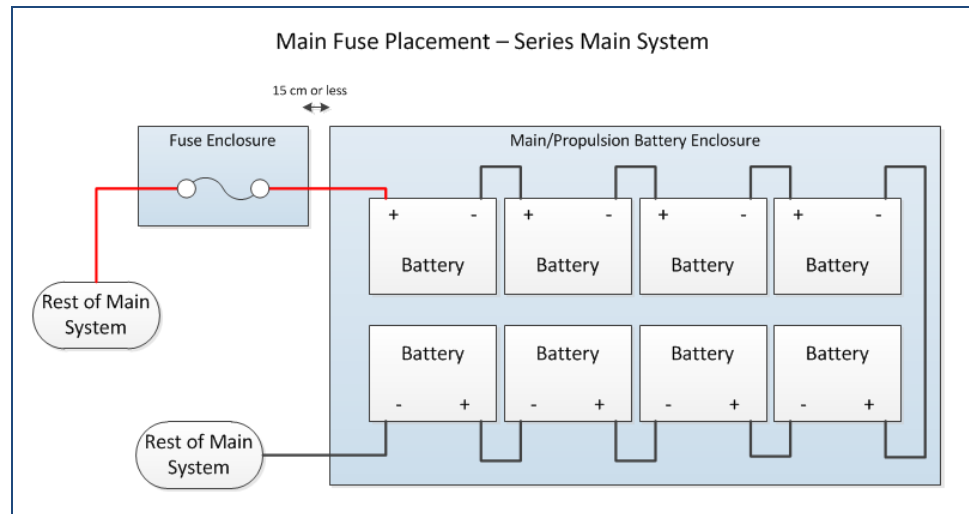 Main Fuse Placement – Series Main System
15 cm or less
Fuse Enclosure
Main/Propulsion Battery Enclosure
+ - + - + - + -
Battery Battery Battery Battery
Rest of Main
System
Battery Battery Battery Battery
- + - + - + - +
Rest of Main
System